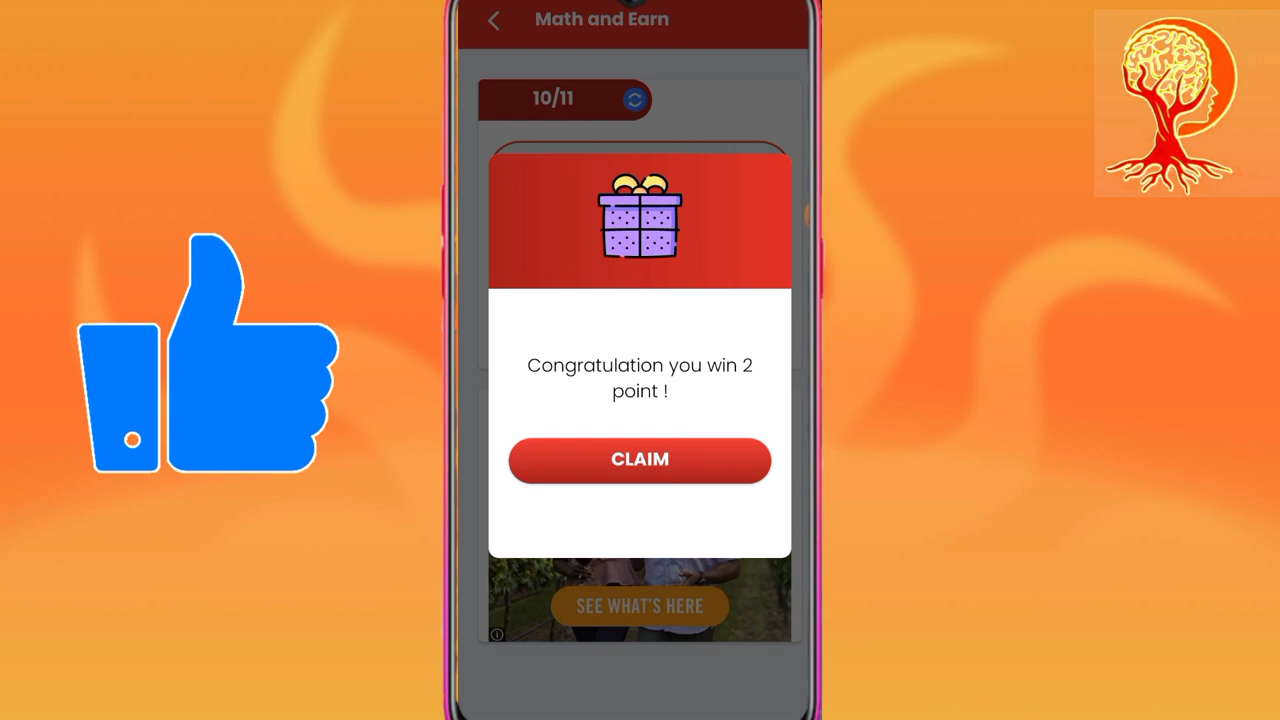 Math and Earn
10/11
Congratulation you win 2
point !
CLAIM
SEE WHAT'S HERE